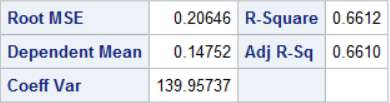 Root MSE 0.20646 R-Square 0.6612
Dependent Mean 0.14752 Adj R-Sq 0.6610
Coeff Var 139.95737